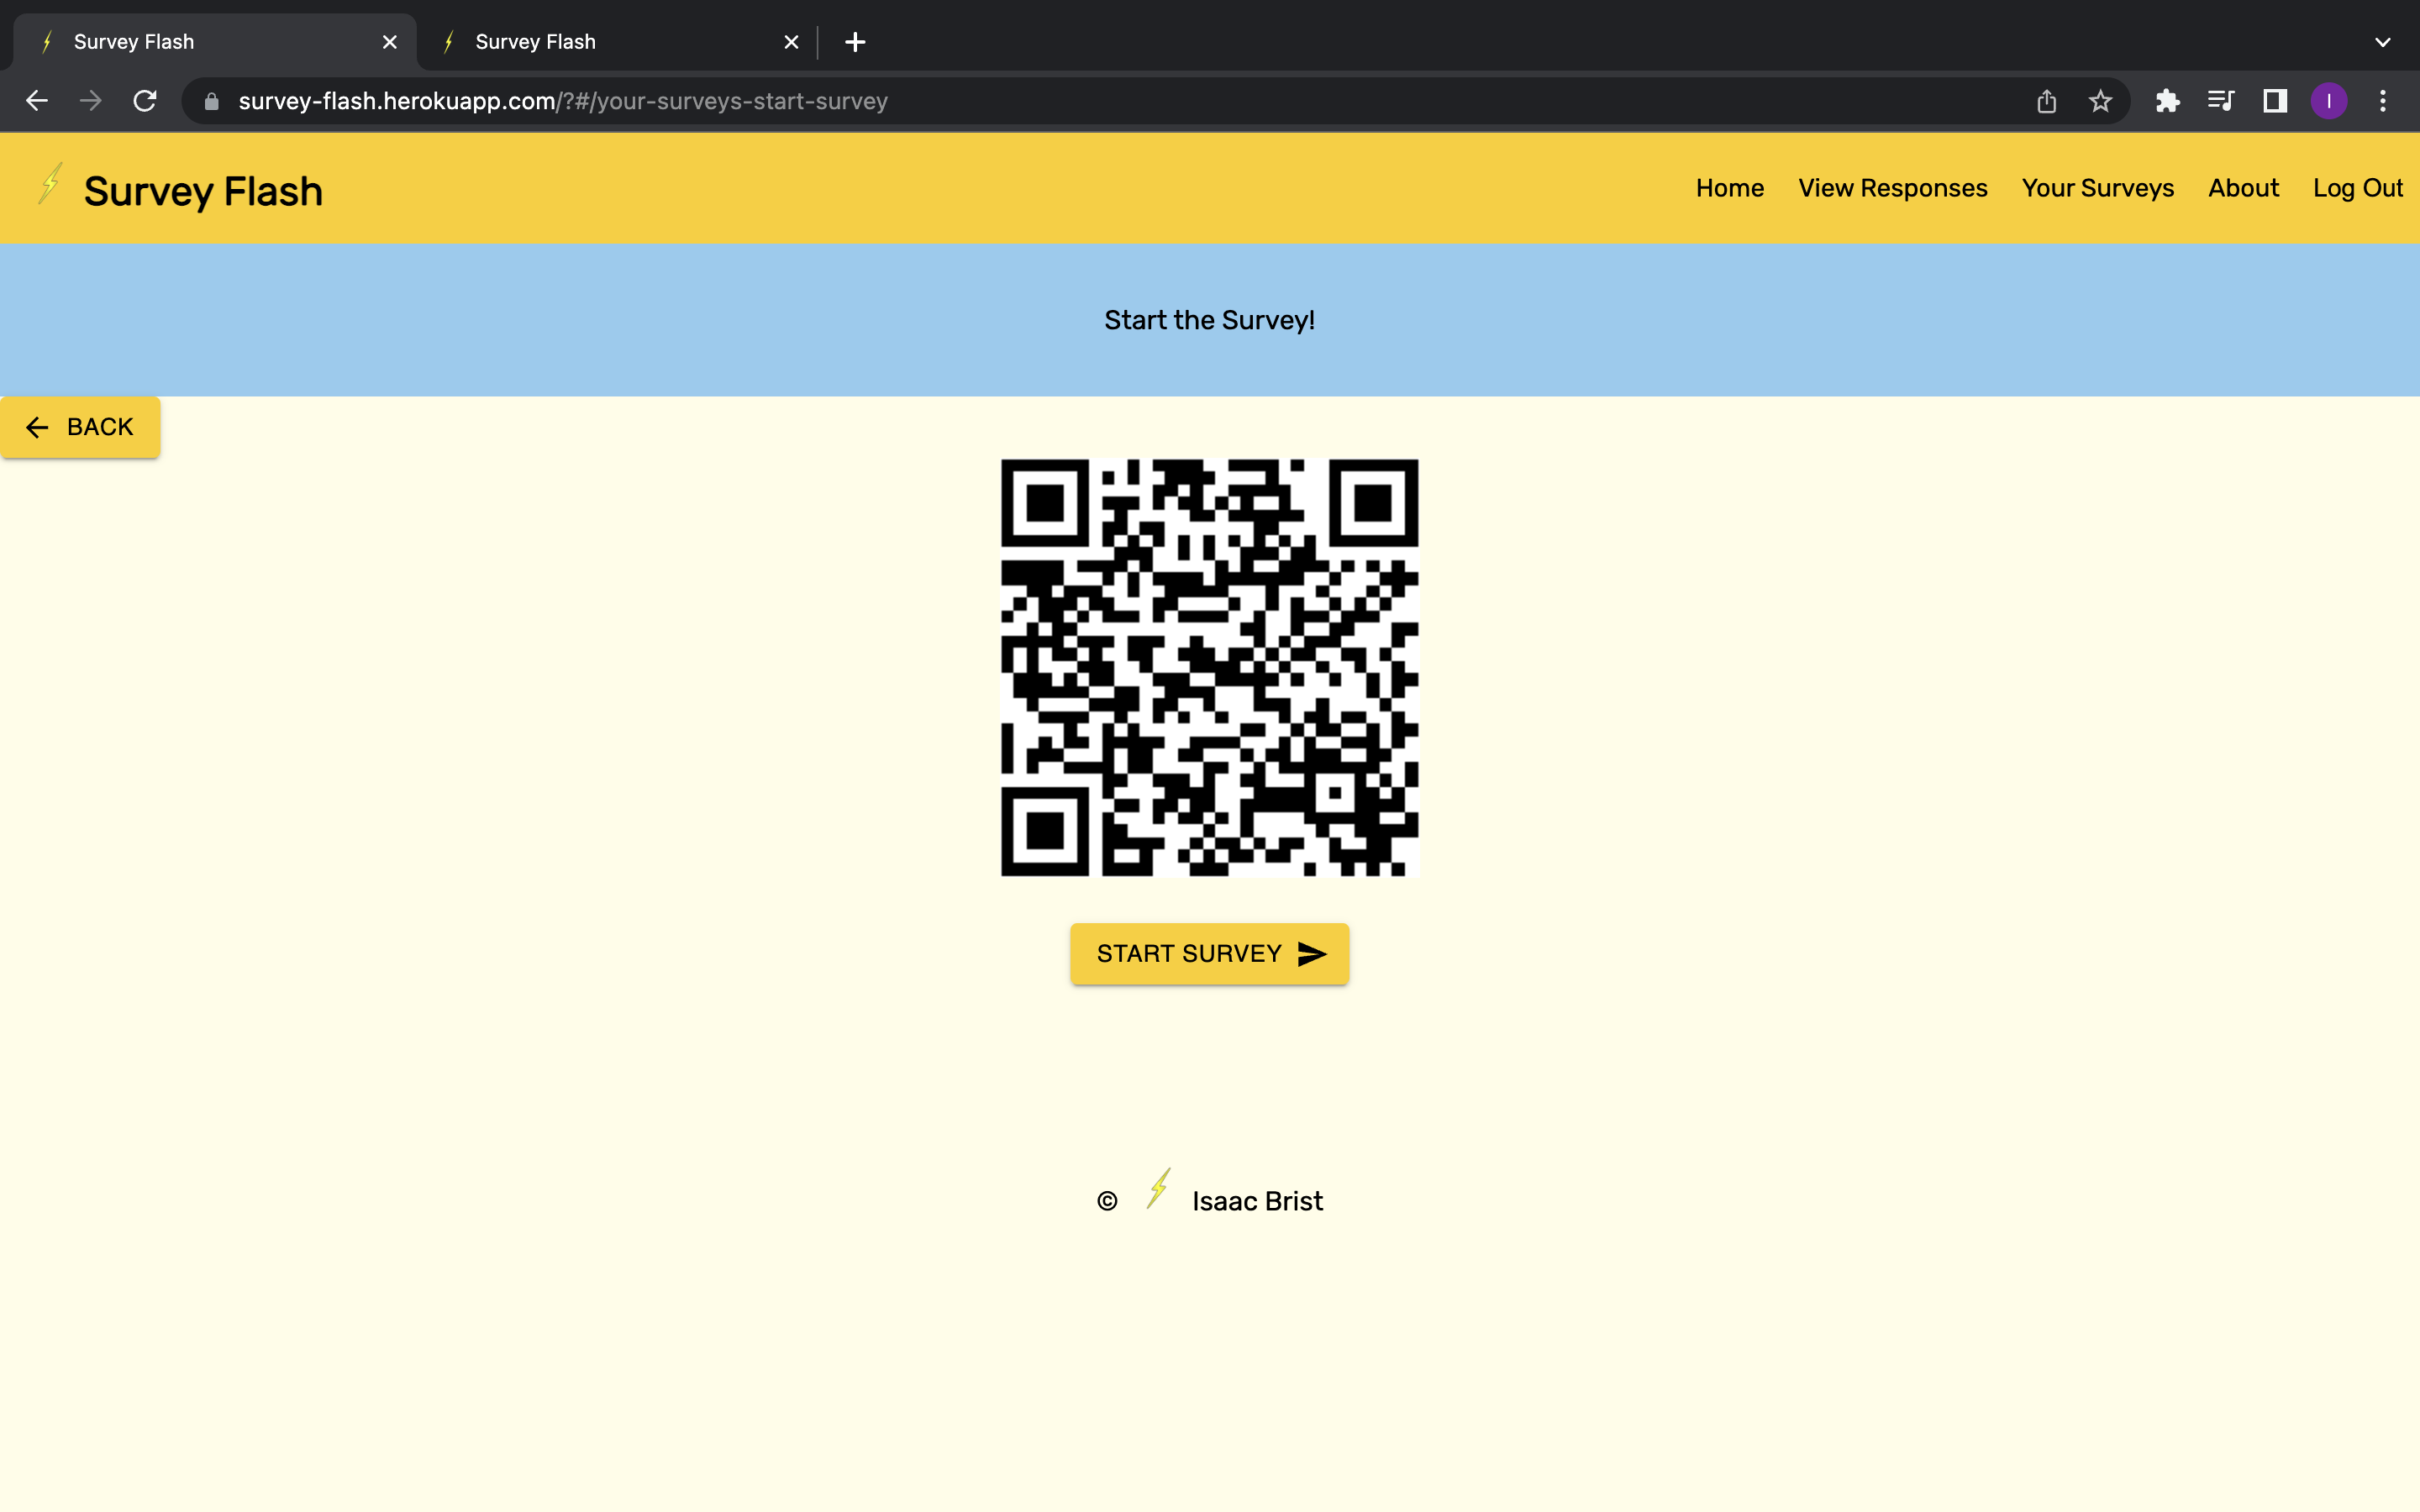 Survey Flash
Survey Flash
survey-flash.herokuapp.com/?#/your-surveys-start-survey
I
Survey Flash
Home View Responses Your Surveys About Log Out
Start the Survey!
BACK
START SURVEY
© Isaac Brist